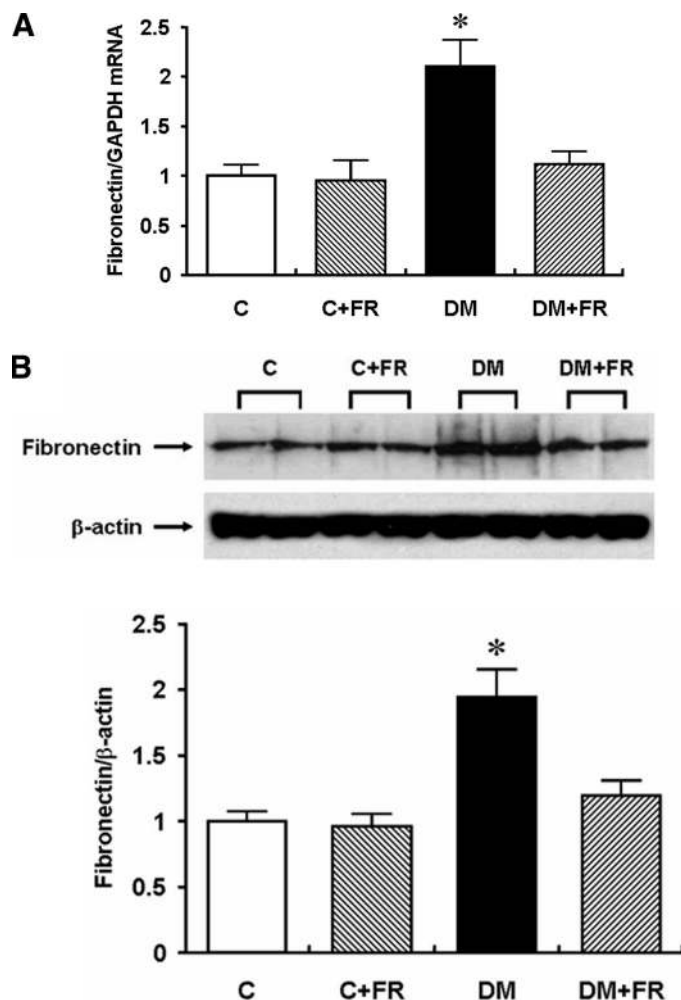 A
Fibronectin/GAPDH mRNA
2.5
2
1.5
1
0.5
0
*
C C+FR DM DM+FR
B
C C+FR DM DM+FR
Fibronectin
β-actin
Fibronectin/β-actin
2.5
2
1.5
1
0.5
0
*
C C+FR DM DM+FR